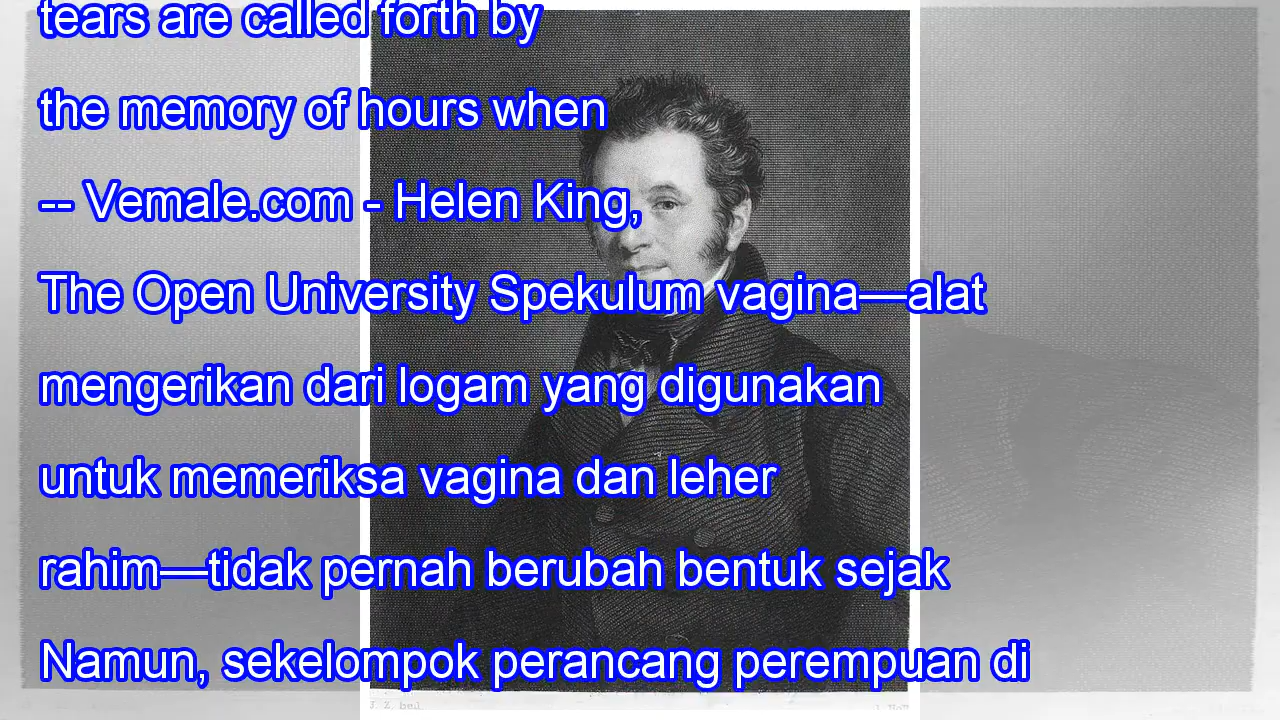 tears are called forth by
the memory of hours when
-- Vemale.com - Helen King,
The Open University Spekulum vagina—alat
mengerikan dari logam yang digunakan
untuk memeriksa vagina dan leher
rahim—tidak pernah berubah bentuk sejak
Namun, sekelompok perancang perempuan di